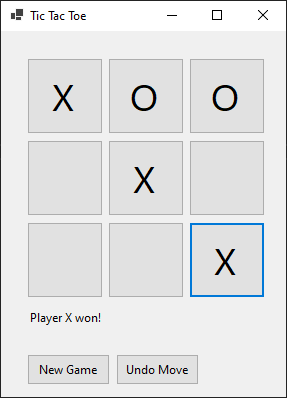 Tic Tac Toe
X O O
X
X
Player X won!
New Game Undo Move